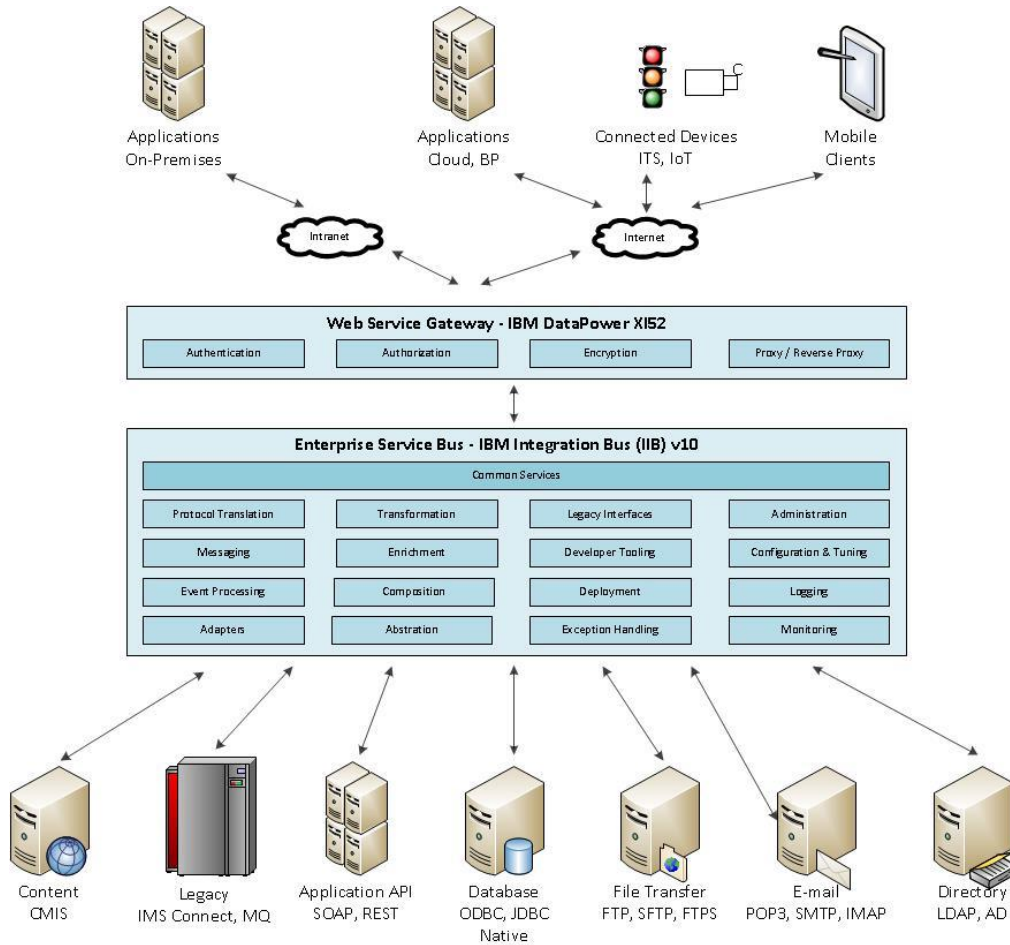 Applications
On-Premises
Applications
Cloud, BP
Connected Devices
ITS, IoT
Mobile
Clients
Intranet
Internet
Web Service Gateway - IBM DataPower XI52
Authentication
Authorization
Encryption
Proxy / Reverse Proxy
Enterprise Service Bus - IBM Integration Bus (IIB) v10
Common Services
Protocol Translation
Transformation
Legacy Interfaces
Administration
Messaging
Enrichment
Developer Tooling
Configuration & Tuning
Event Processing
Composition
Deployment
Logging
Adapters
Abstration
Exception Handling
Monitoring
Content
CMIS
Legacy
IMS Connect, MQ
Application API
SOAP, REST
Database
ODBC, JDBC
Native
File Transfer
FTP, SFTP, FTPS
E-mail
POP3, SMTP, IMAP
Directory
LDAP, AD